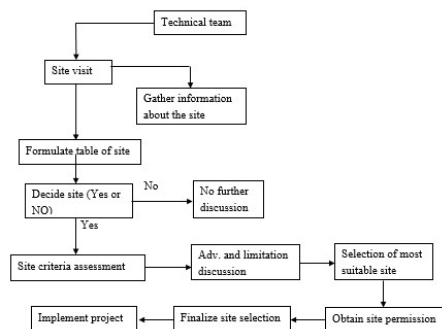 Technical team
Site visit
Gather information
about the site
Formulate table of site
Decide site (Yes or
NO)
No
No further
discussion
Yes
Site criteria assessment
Adv. and limitation
discussion
Selection of most
suitable site
Implement project
Finalize site selection
Obtain site permission